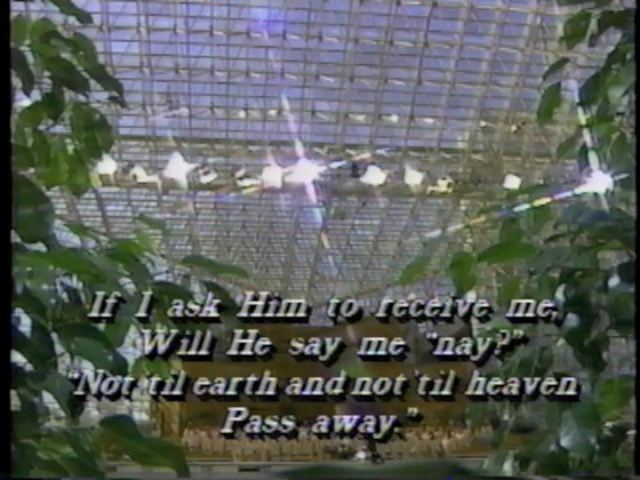 If I ask Him to receive me,
Will He say me "nay?"
"Not 'til earth and not 'til heaven
Pass away."